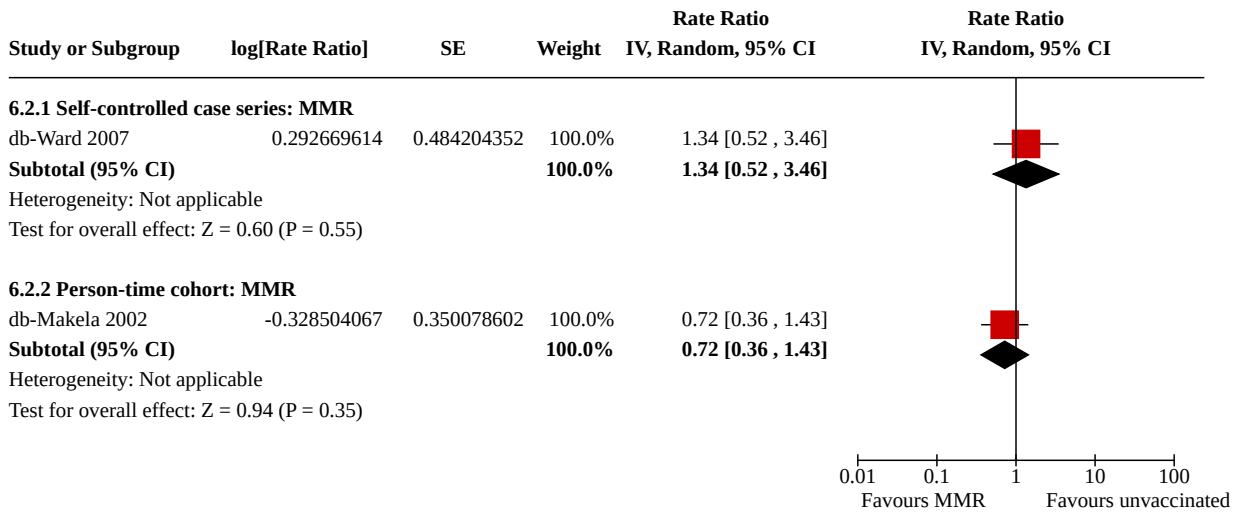 Rate Ratio Rate Ratio
Study or Subgroup log[Rate Ratio] SE Weight IV, Random, 95% CI IV, Random, 95% CI
6.2.1 Self-controlled case series: MMR
db-Ward 2007 0.292669614 0.484204352 100.0% 1.34 [0.52 , 3.46]
Subtotal (95% CI) 100.0% 1.34 [0.52 , 3.46]
Heterogeneity: Not applicable
Test for overall effect: Z = 0.60 (P = 0.55)
6.2.2 Person-time cohort: MMR
db-Makela 2002 -0.328504067 0.350078602 100.0% 0.72 [0.36 , 1.43]
Subtotal (95% CI) 100.0% 0.72 [0.36 , 1.43]
Heterogeneity: Not applicable
Test for overall effect: Z = 0.94 (P = 0.35)
0.01 0.1 1 10 100
Favours MMR Favours unvaccinated